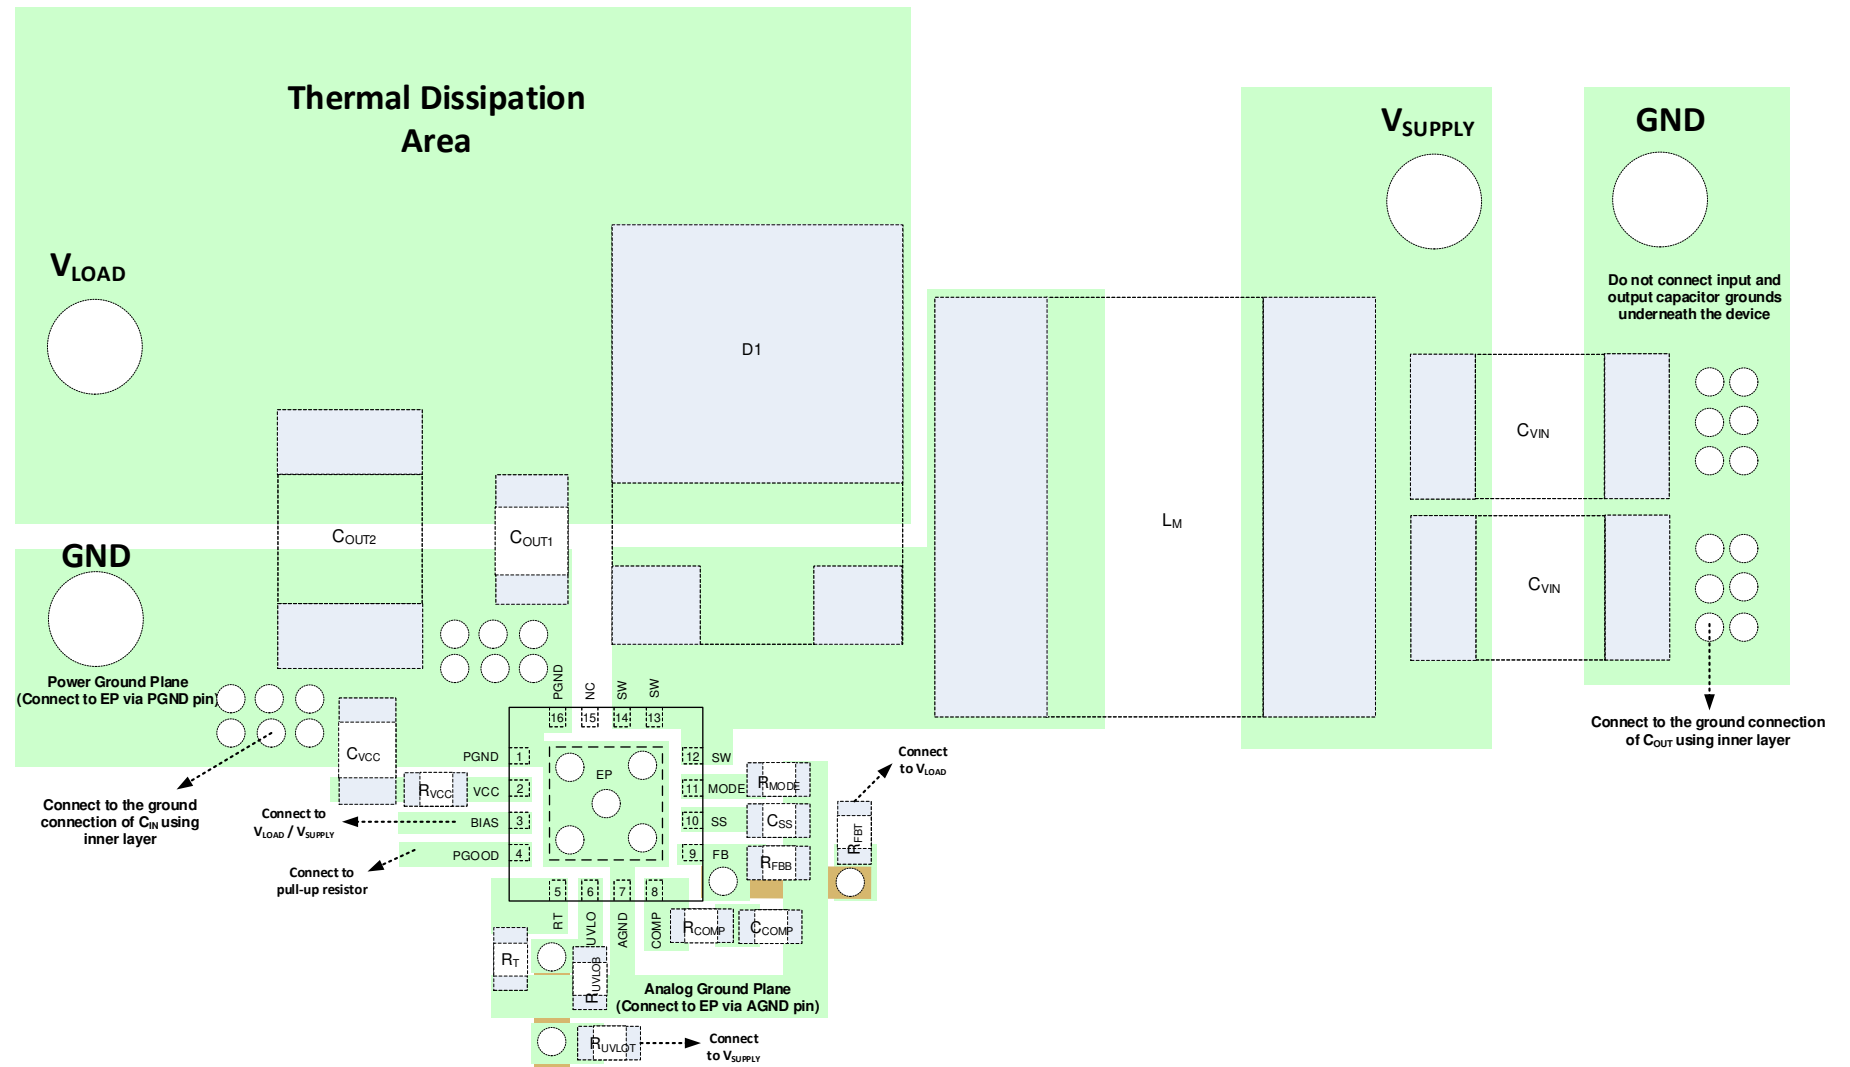 Thermal Dissipation
Area
VSUPPLY
GND
VLOAD
Do not connect input and
output capacitor grounds
underneath the device
D1
CVIN
LM
COUT2
COUT1
GND
CVIN
Power Ground Plane
(Connect to EP via PGND pin)
PGND
NC
SW
SW
16
15
14
13
Connect to the ground connection
of COUT using inner layer
CVCC
PGND
1
EP
12
SW
Connect
to VLOAD
RVCC
VCC
2
11
MODE
RMODE
Connect to the ground
connection of CIN using
inner layer
Connect to
VLOAD / VSUPPLY
BIAS
3
10
SS
CSS
RFBT
PGOOD
4
9
FB
RFBB
Connect to
pull-up resistor
5
6
7
8
RT
UVLO
AGND
COMP
RCOMP
CCOMP
RT
RUVLOB
Analog Ground Plane
(Connect to EP via AGND pin)
RUVLOT
Connect
to VSUPPLY